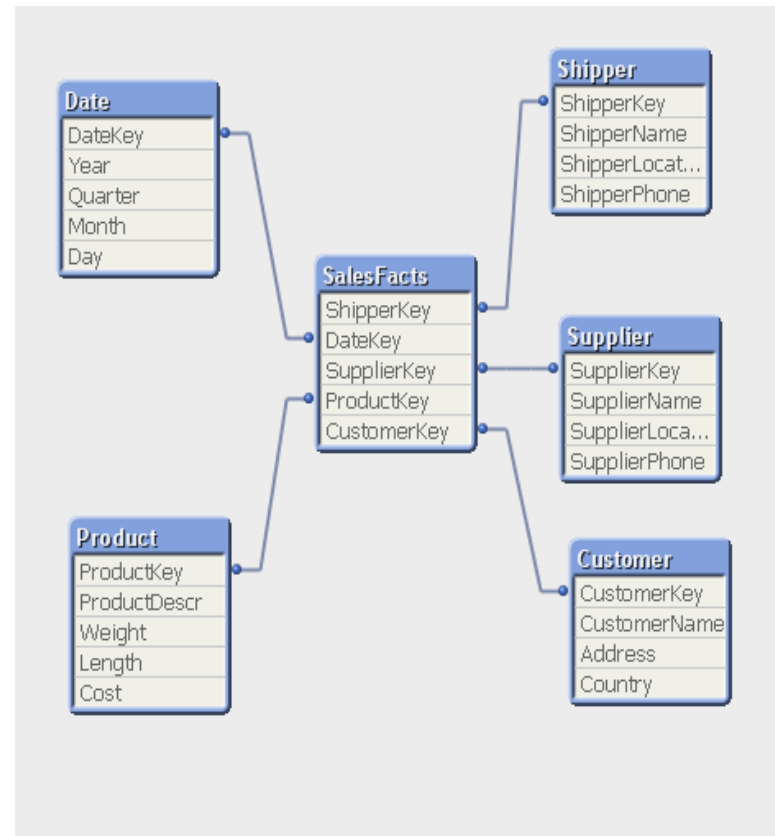 Date
DateKey
Year
Quarter
Month
Day
Shipper
ShipperKey
ShipperName
ShipperLocat...
ShipperPhone
SalesFacts
ShipperKey
DateKey
SupplierKey
ProductKey
CustomerKey
Supplier
SupplierKey
SupplierName
SupplierLoca...
SupplierPhone
Product
ProductKey
ProductDescr
Weight
Length
Cost
Customer
CustomerKey
CustomerName
Address
Country